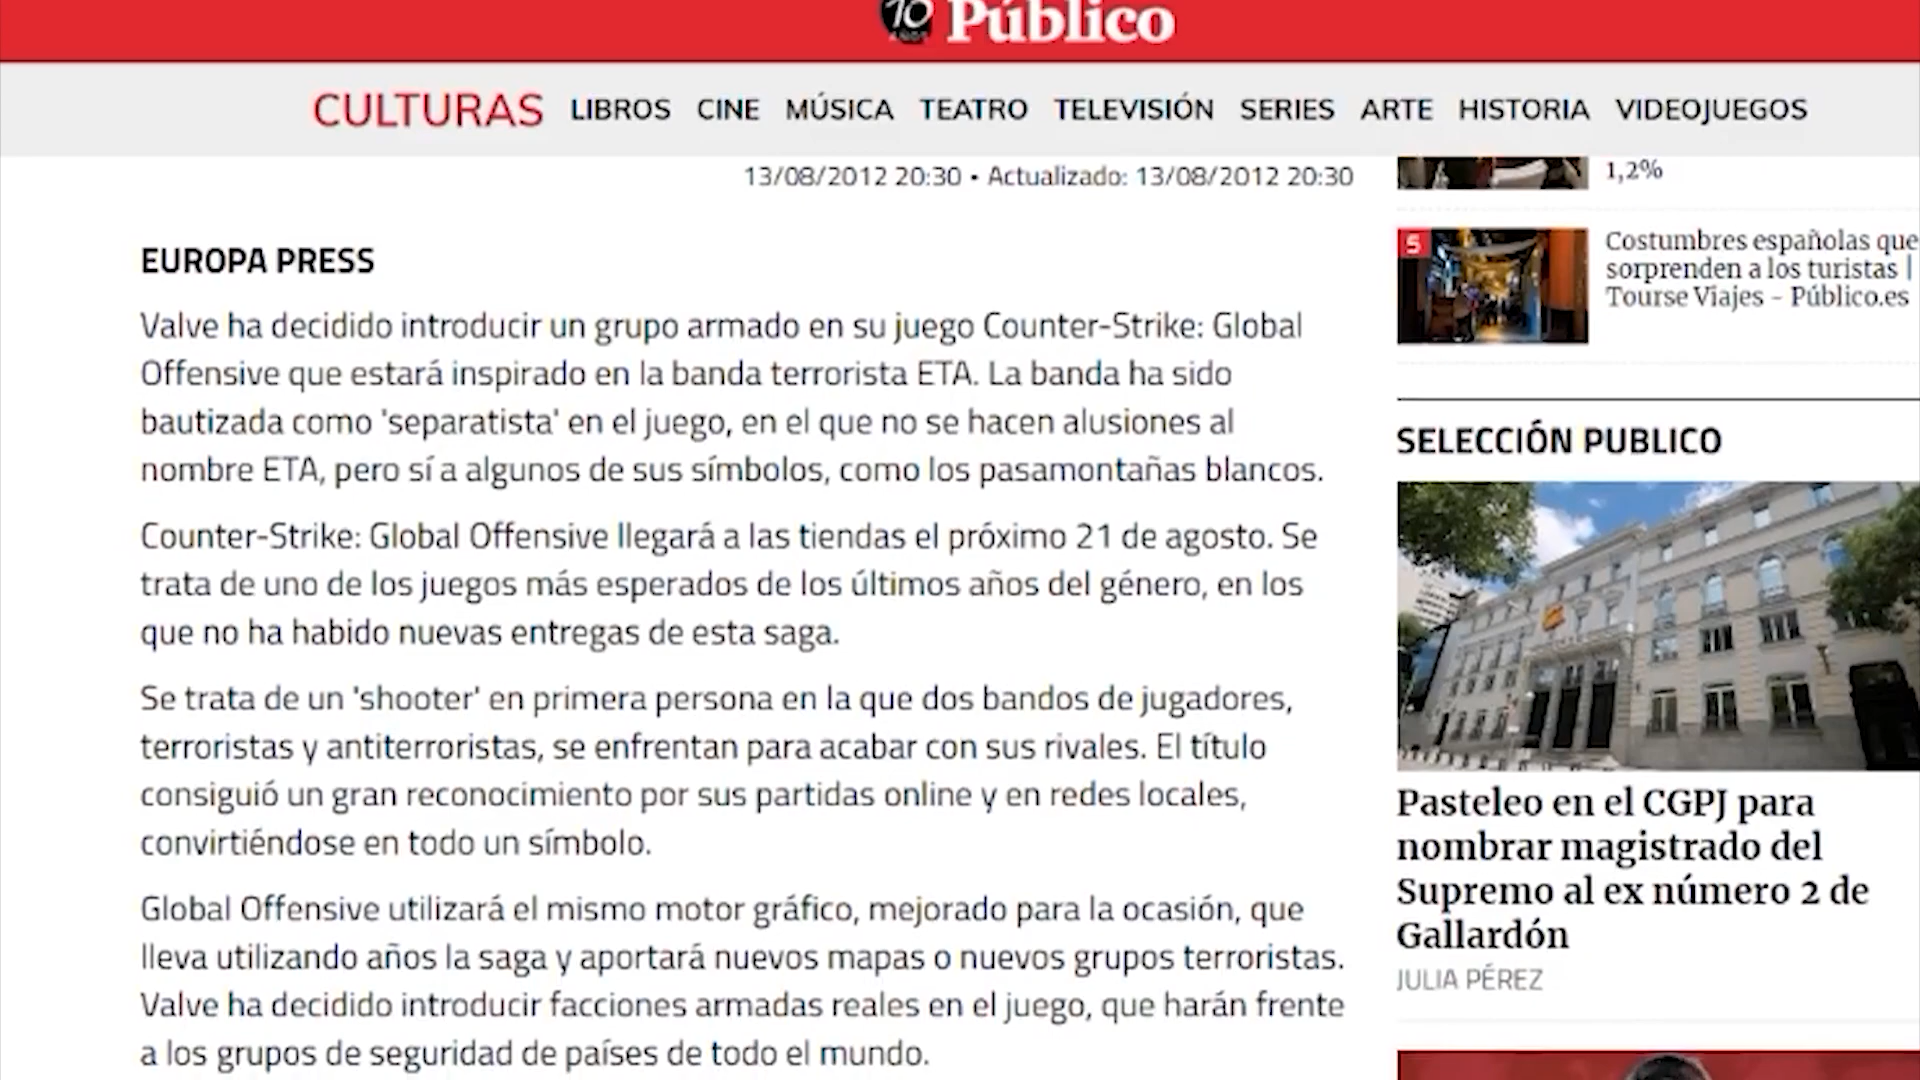 10 Público
CULTURAS LIBROS CINE MÚSICA TEATRO TELEVISIÓN SERIES ARTE HISTORIA VIDEOJUEGOS
13/08/2012 20:30 • Actualizado: 13/08/2012 20:30
EUROPA PRESS
Valve ha decidido introducir un grupo armado en su juego Counter-Strike: Global
Offensive que estará inspirado en la banda terrorista ETA. La banda ha sido
bautizada como 'separatista' en el juego, en el que no se hacen alusiones al
nombre ETA, pero sí a algunos de sus símbolos, como los pasamontañas blancos.
Counter-Strike: Global Offensive llegará a las tiendas el próximo 21 de agosto. Se
trata de uno de los juegos más esperados de los últimos años del género, en los
que no ha habido nuevas entregas de esta saga.
Se trata de un 'shooter' en primera persona en la que dos bandos de jugadores,
terroristas y antiterroristas, se enfrentan para acabar con sus rivales. El título
consiguió un gran reconocimiento por sus partidas online y en redes locales,
convirtiéndose en todo un símbolo.
Global Offensive utilizará el mismo motor gráfico, mejorado para la ocasión, que
lleva utilizando años la saga y aportará nuevos mapas o nuevos grupos terroristas.
Valve ha decidido introducir facciones armadas reales en el juego, que harán frente
a los grupos de seguridad de países de todo el mundo.
1,2%
5
Costumbres españolas que
sorprenden a los turistas |
Tourse Viajes - Público.es
SELECCIÓN PUBLICO
Pasteleo en el CGPJ para
nombrar magistrado del
Supremo al ex número 2 de
Gallardón
JULIA PÉREZ